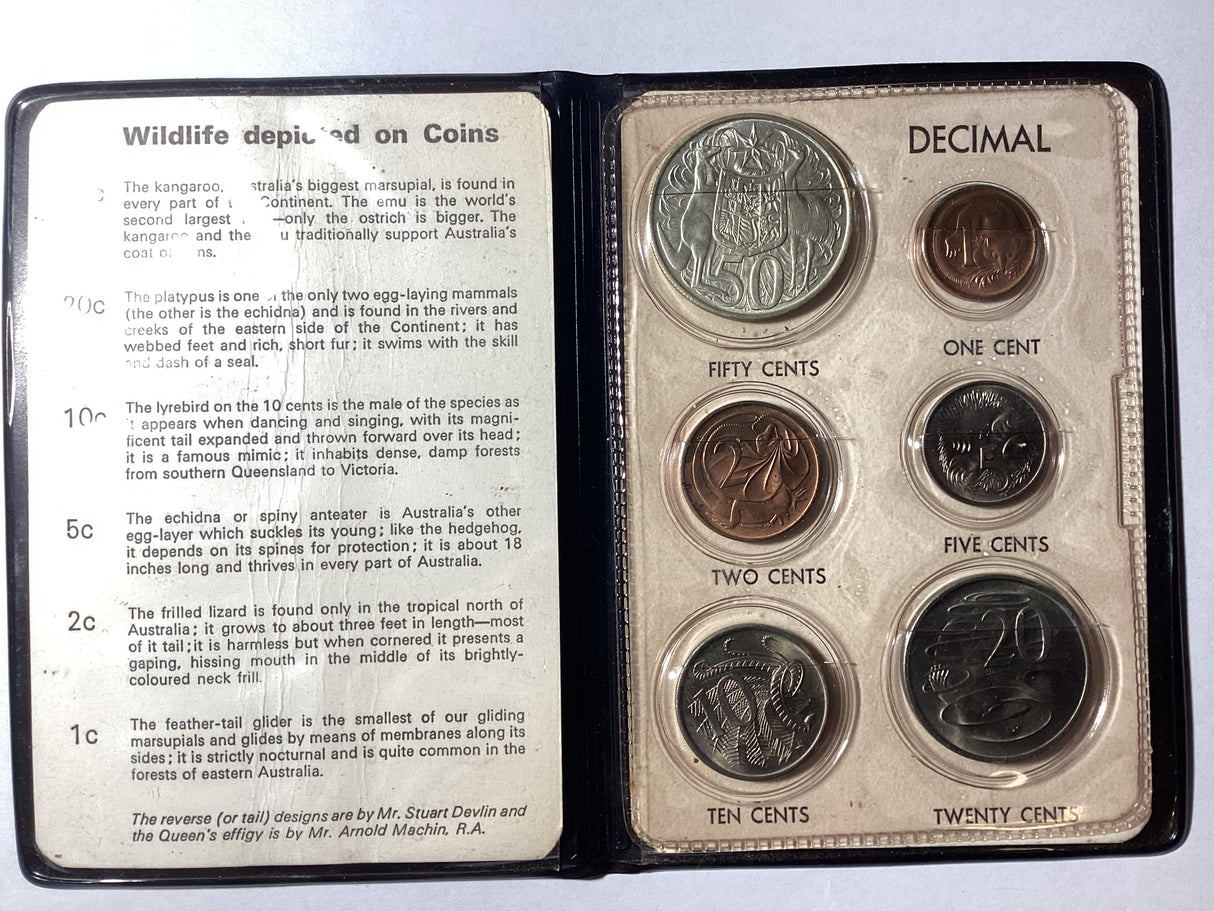 Wildlife on Coins
The kangaroo, biggest marsupial, is found in
every part of Continent. The emu is the world's
second largest —only the ostrich is bigger. The
and the traditionally support Australia's
coat
20c The platypus is one the only two egg-laying mammals
(the other is the echidna) and is found in the rivers and
creeks of the eastern side of the Continent; it has
webbed feet and rich, short fur; it swims with the skill
and dash of a seal.
10c The lyrebird on the 10 cents is the male of the species as
appears when dancing and singing, with its magni-
ficent tail expanded and thrown forward over its head;
it is a famous mimic; it inhabits dense, damp forests
from southern Queensland to Victoria.
5c The echidna or spiny anteater is Australia's other
egg-layer which suckles its young; like the hedgehog,
it depends on its spines for protection; it is about 18
inches long and thrives in every part of Australia.
2c The frilled lizard is found only in the tropical north of
Australia; it grows to about three feet in length—most
of it tail; it is harmless but when cornered it presents a
gaping, hissing mouth in the middle of its brightly-
coloured neck frill.
1c The feather-tail glider is the smallest of our gliding
marsupials and glides by means of membranes along its
sides; it is strictly nocturnal and is quite common in the
forests of eastern Australia.
The reverse (or tail) designs are by Mr. Stuart Devlin and
the Queen's effigy is by Mr. Arnold Machin, R.A.
DECIMAL
50
1
FIFTY CENTS
ONE CENT
2
5
TWO CENTS
FIVE CENTS
10
20
TEN CENTS
TWENTY CENTS